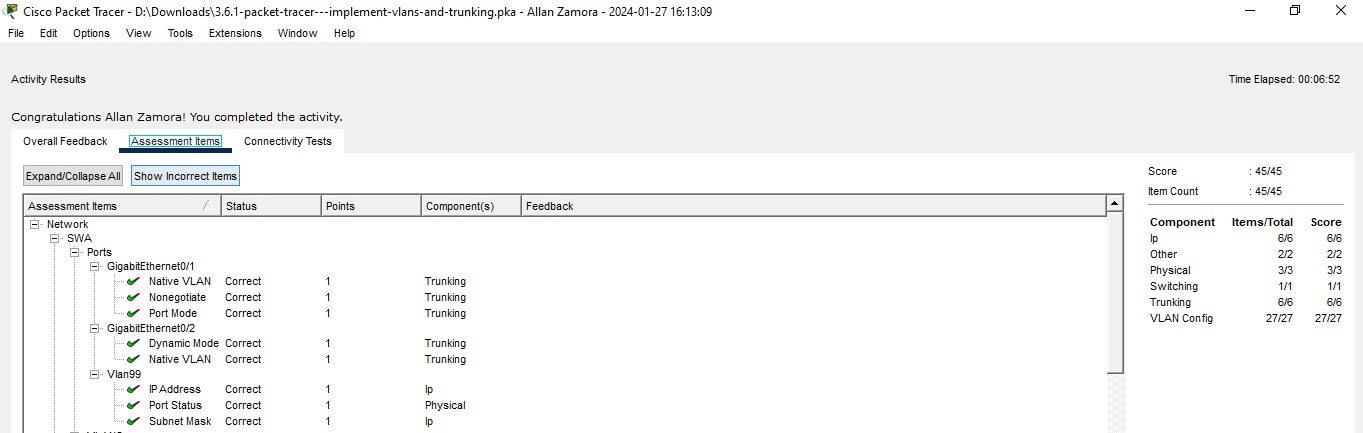 Cisco Packet Tracer - D:\Downloads\3.6.1-packet-tracer---implement-vlans-and-trunking.pka - Allan Zamora - 2024-01-27 16:13:09
File Edit Options View Tools Extensions Window Help
Activity Results
Time Elapsed: 00:06:52
Congratulations Allan Zamora! You completed the activity.
Overall Feedback Assessment Items Connectivity Tests
Expand/Collapse All Show Incorrect Items
Assessment Items Status Points Component(s) Feedback
Network
SWA
Ports
GigabitEthernet0/1
Native VLAN Correct 1 Trunking
Nonegotiate Correct 1 Trunking
Port Mode Correct 1 Trunking
GigabitEthernet0/2
Dynamic Mode Correct 1 Trunking
Native VLAN Correct 1 Trunking
Vlan99
IP Address Correct 1 Ip
Port Status Correct 1 Physical
Subnet Mask Correct 1 Ip
Score : 45/45
Item Count : 45/45
Component Items/Total Score
Ip 6/6 6/6
Other 2/2 2/2
Physical 3/3 3/3
Switching 1/1 1/1
Trunking 6/6 6/6
VLAN Config 27/27 27/27